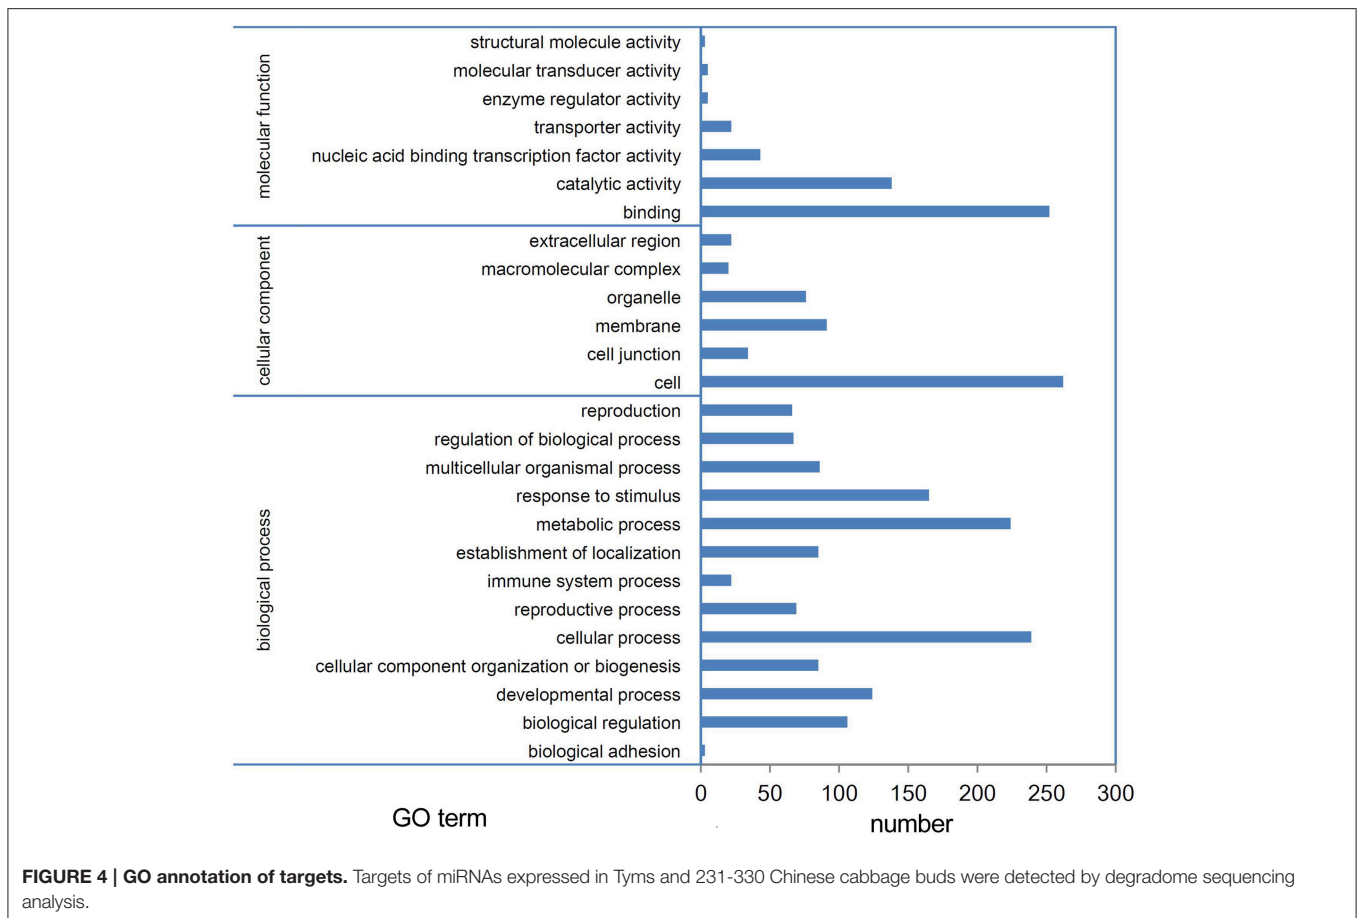 molecular function
structural molecule activity
molecular transducer activity
enzyme regulator activity
transporter activity
nucleic acid binding transcription factor activity
catalytic activity
binding
cellular component
extracellular region
macromolecular complex
organelle
membrane
cell junction
cell
biological process
reproduction
regulation of biological process
multicellular organismal process
response to stimulus
metabolic process
establishment of localization
immune system process
reproductive process
cellular process
cellular component organization or biogenesis
developmental process
biological regulation
biological adhesion
0 50 100 150 200 250 300
GO term
number
FIGURE 4 | GO annotation of targets. Targets of miRNAs expressed in Tyms and 231-330 Chinese cabbage buds were detected by degradome sequencing
analysis.